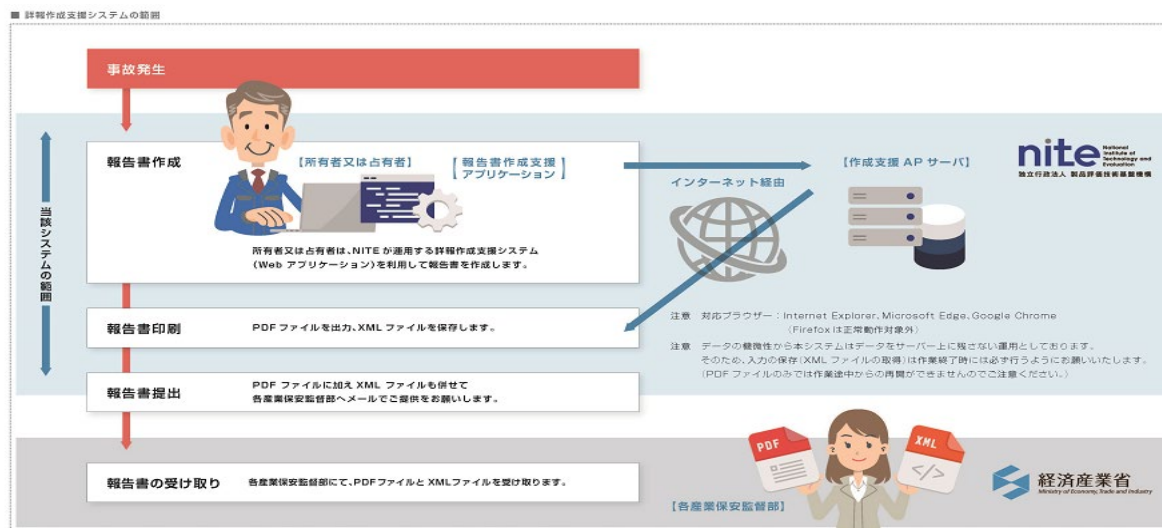 ■ 詳報作成支援システムの範囲
事故発生
当該システムの範囲
報告書作成
【所有者又は占有者】
【報告書作成支援
アプリケーション】
所有者又は占有者は、NITEが運用する詳報作成支援システム
(Web アプリケーション)を利用して報告書を作成します。
インターネット経由
【作成支援 AP サーバ】
nite National
Institute of
Technology and
Evaluation
独立行政法人 製品評価技術基盤機構
報告書印刷
PDF ファイルを出力、XML ファイルを保存します。
注意 対応ブラウザー:Internet Explorer、Microsoft Edge、Google Chrome
(Firefox は正常動作対象外)
注意 データの機微性から本システムはデータをサーバー上に残さない運用としております。
そのため、入力の保存(XML ファイルの取得)は作業終了時には必ず行うようにお願いいたします。
(PDF ファイルのみでは作業途中からの再開ができませんのでご注意ください。)
報告書提出
PDF ファイルに加え XML ファイルも併せて
各産業保安監督部へメールでご提供をお願いします。
報告書の受け取り
各産業保安監督部にて、PDFファイルと XMLファイルを受け取ります。
PDF
XML
</>
【各産業保安監督部】
経済産業省
Ministry of Economy, Trade and Industry